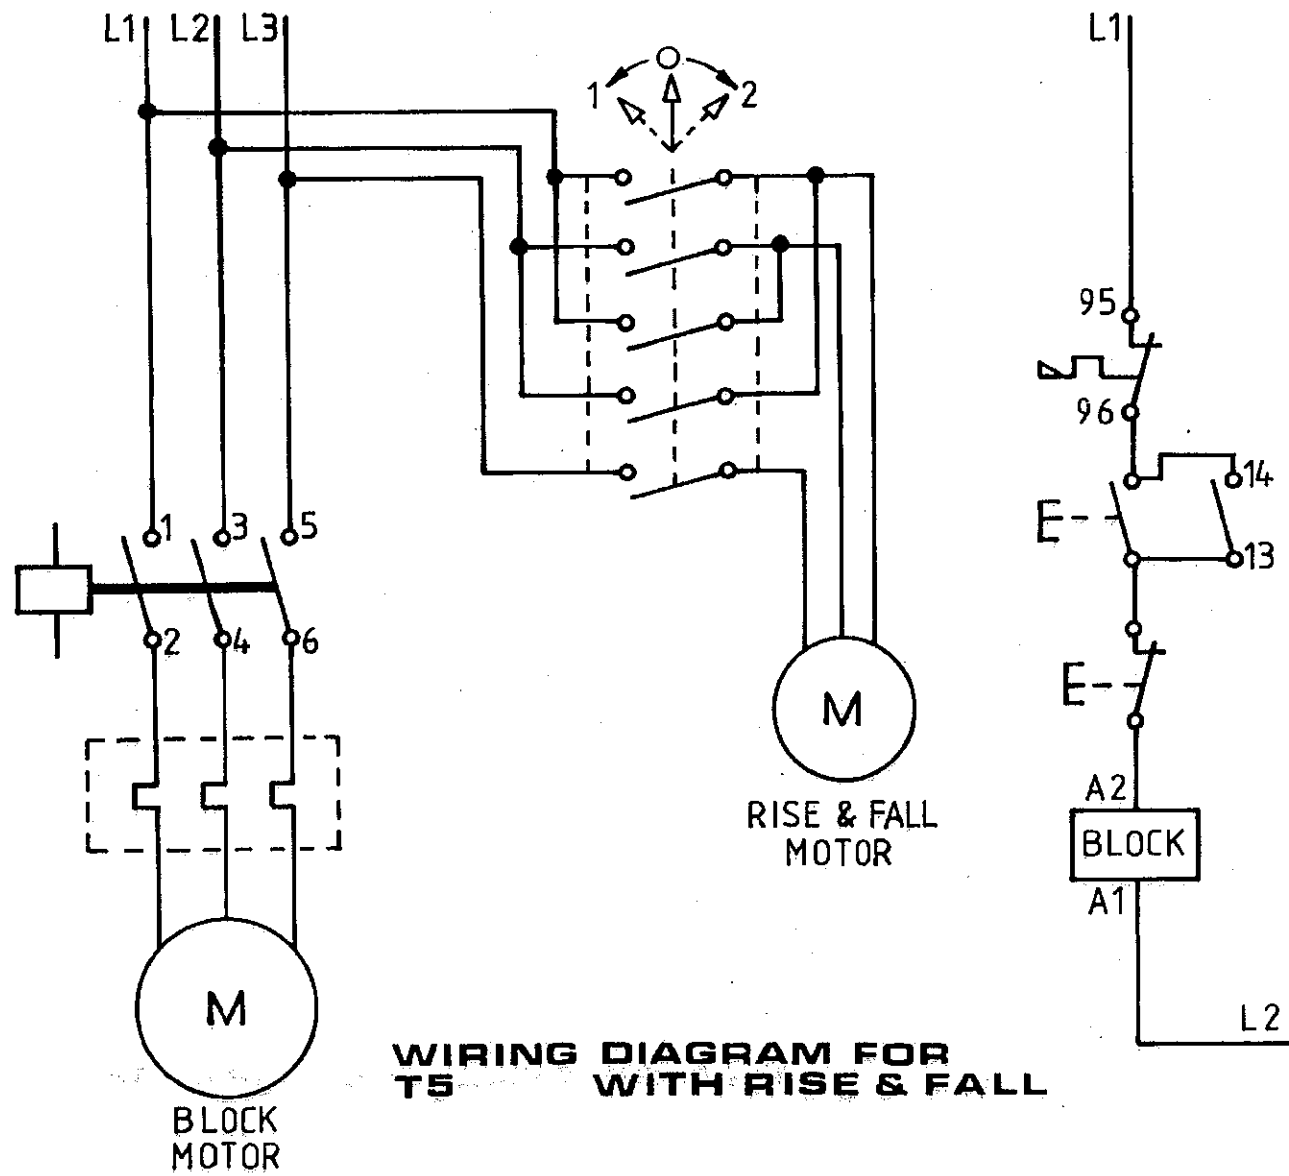 L1 L2 L3
L1
1 2
95
96
14
13
E
1 3 5
2 4 6
E
M
RISE & FALL
MOTOR
A2
BLOCK
A1
L2
M
BLOCK
MOTOR
WIRING DIAGRAM FOR
T5 WITH RISE & FALL